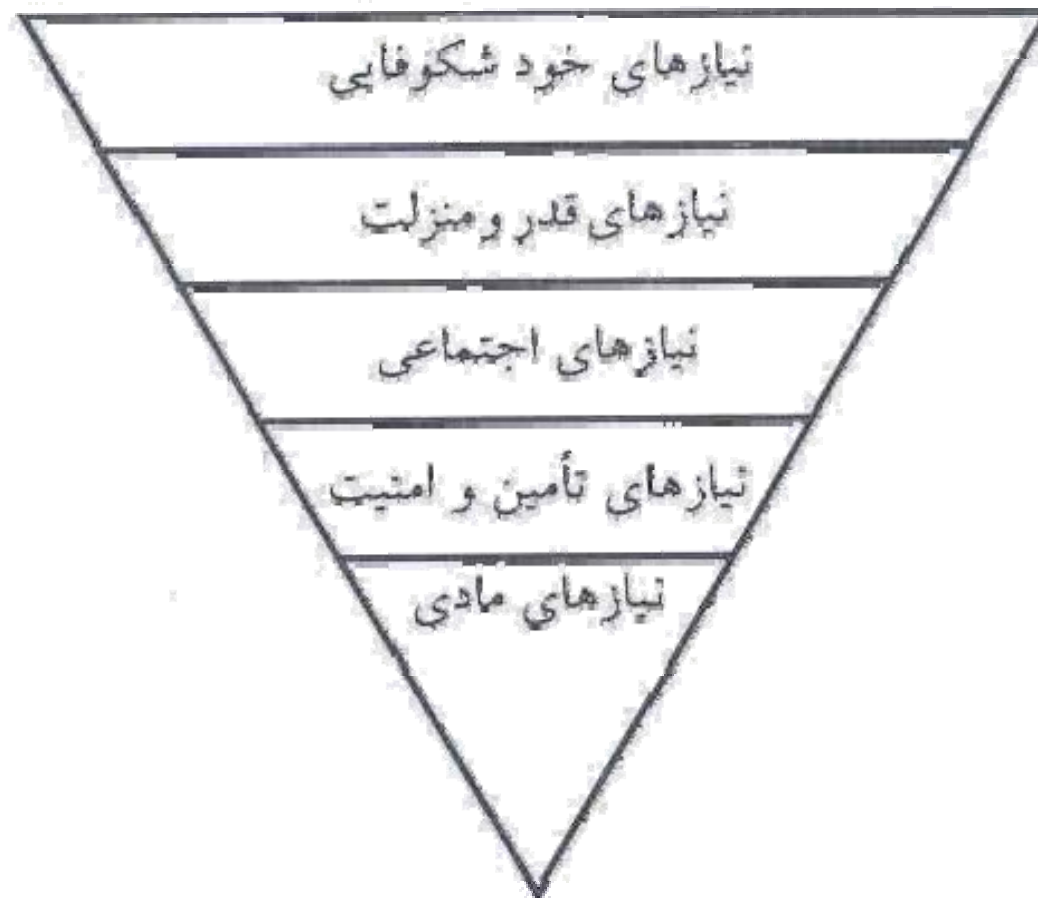 نیازهای خود شکوفایی
نیازهای قدر و منزلت
نیازهای اجتماعی
نیازهای تأمین و امنیت
نیازهای مادی